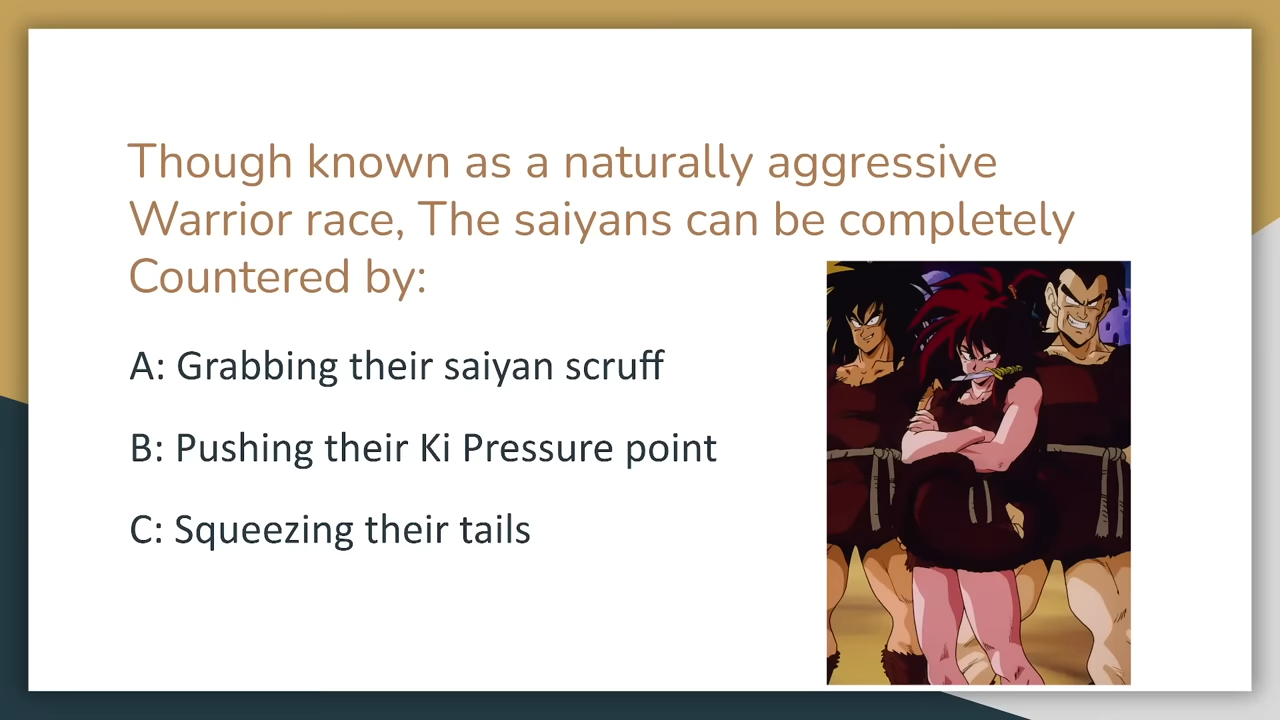 Though known as a naturally aggressive
Warrior race, The saiyans can be completely
Countered by:
A: Grabbing their saiyan scruff
B: Pushing their Ki Pressure point
C: Squeezing their tails